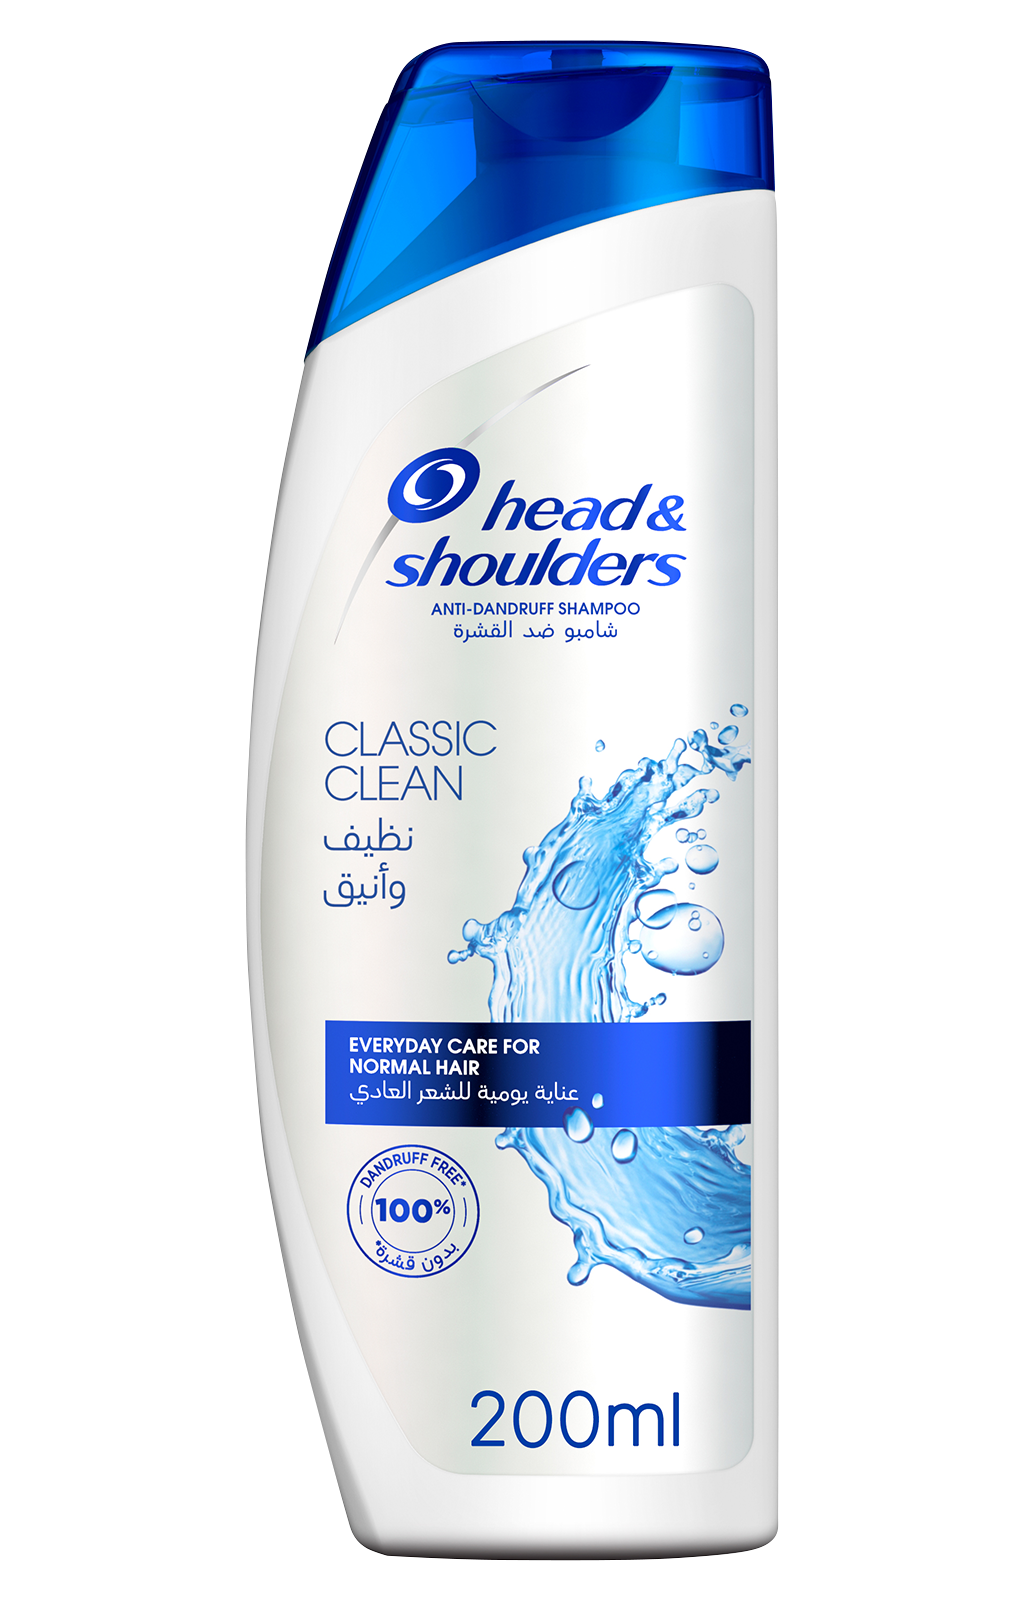 head &
shoulders
ANTI-DANDRUFF SHAMPOO
شامبو ضد القشرة
CLASSIC
CLEAN
نظيف
وأنيق
EVERYDAY CARE FOR
NORMAL HAIR
عناية يومية للشعر العادي
DANDRUFF FREE*
100%
بدون قشرة*
200ml